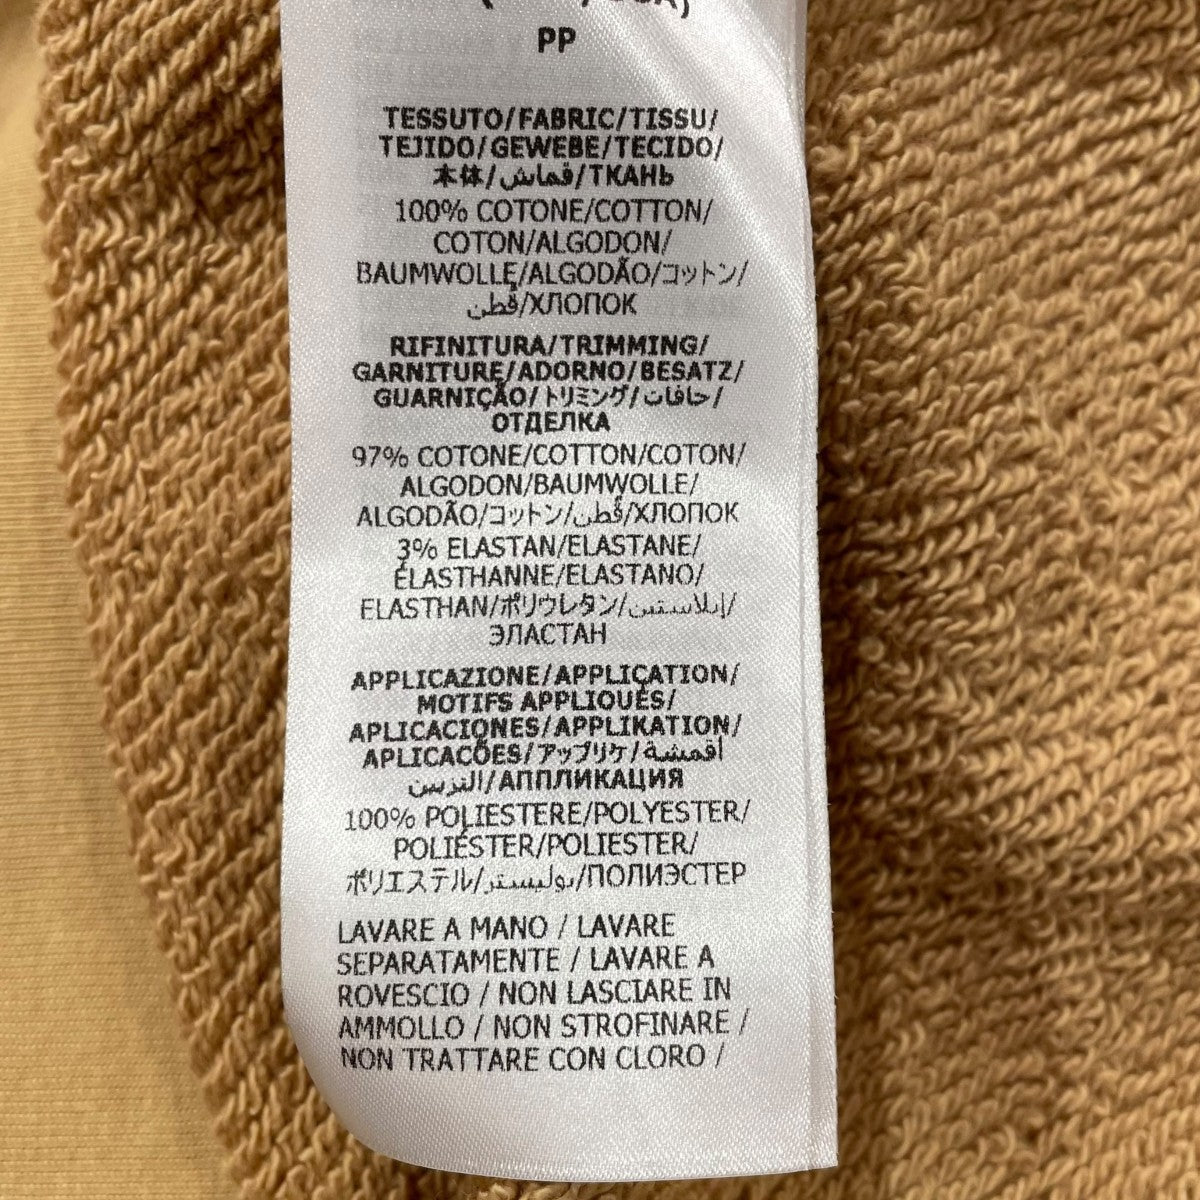 PP
TESSUTO/FABRIC/TISSU/
TEJIDO/GEWEBE/TECIDO/
本体/قماش/ТКАНЬ
100% COTONE/COTTON/
COTON/ALGODON/
BAUMWOLLE/ALGODÃO/コットン/
قطن/ХЛОПОК
RIFINITURA/TRIMMING/
GARNITURE/ADORNO/BESATZ/
GUARNIÇÃO/トリミング/حافات/
ОТДЕЛКА
97% COTONE/COTTON/COTON/
ALGODON/BAUMWOLLE/
ALGODÃO/コットン/قطن/ХЛОПОК
3% ELASTAN/ELASTANE/
ÉLASTHANNE/ELASTANO/
ELASTHAN/ポリウレタン/إيلاستين/
ЭЛАСТАН
APPLICAZIONE/APPLICATION/
MOTIFS APPLIQUÉS/
APLICACIONES/APPLIKATION/
APLICACÕES/アップリケ/أقمشة
التزيين/АППЛИКАЦИЯ
100% POLIESTERE/POLYESTER/
POLIÉSTER/POLIESTER/
ポリエステル/بوليستر/ПОЛИЭСТЕР
LAVARE A MANO / LAVARE
SEPARATAMENTE / LAVARE A
ROVESCIO / NON LASCIARE IN
AMMOLLO / NON STROFINARE /
NON TRATTARE CON CLORO /